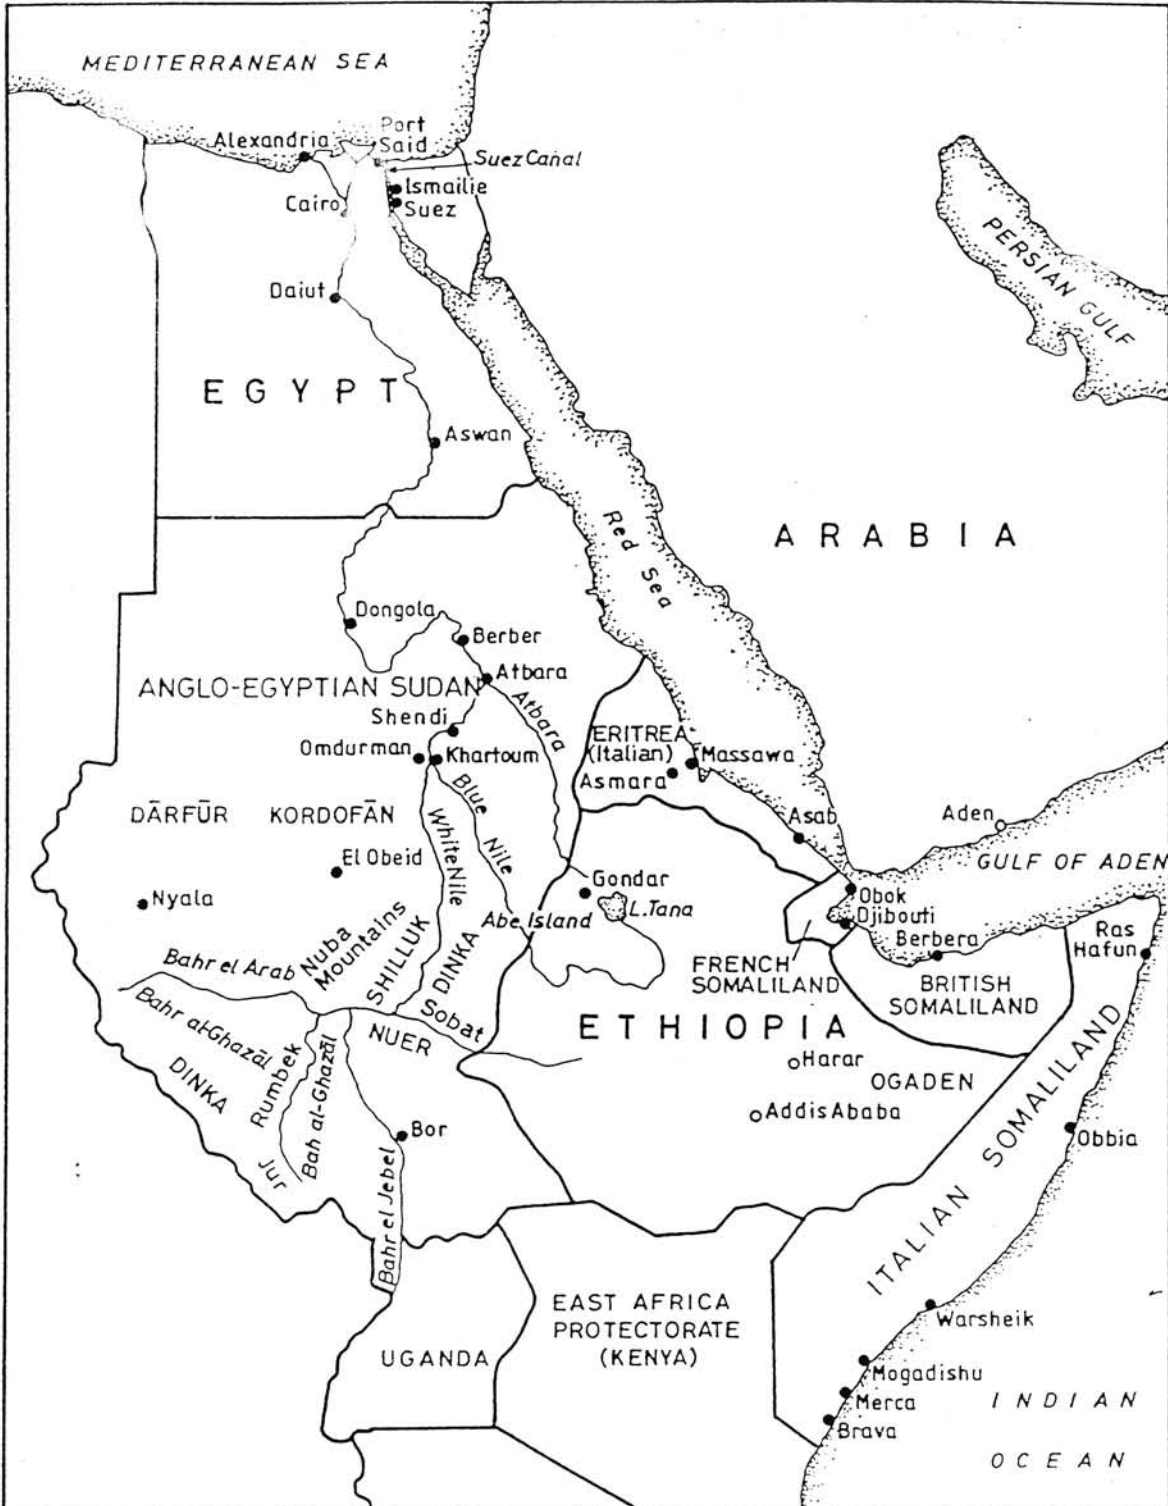 MEDITERRANEAN SEA
Port
Said
Alexandria
Suez Canal
Ismailie
Cairo
Suez
PERSIAN GULF
Daiut
EGYPT
Aswan
Red Sea
ARABIA
Dongola
Berber
ANGLO-EGYPTIAN SUDAN
Atbara
Atbara
Shendi
Omdurman
Khartoum
ERITREA
(Italian)
Massawa
Asmara
DĀRFŪR
KORDOFĀN
Blue Nile
White Nile
Asab
Aden
GULF OF ADEN
El Obeid
Nyala
Gondar
L.Tana
Abe Island
Obok
Djibouti
Berbera
Ras
Hafun
Nuba
Mountains
Bahr el Arab
SHILLUK
DINKA
FRENCH
SOMALILAND
BRITISH
SOMALILAND
Bahr al-Ghazāl
Sobat
NUER
ETHIOPIA
DINKA
Rumbek
Bah al-Ghazāl
Harar
OGADEN
Addis Ababa
Jur
Bor
Obbia
Bahr el Jebel
ITALIAN SOMALILAND
EAST AFRICA
PROTECTORATE
(KENYA)
UGANDA
Warsheik
Mogadishu
Merca
Brava
INDIAN
OCEAN